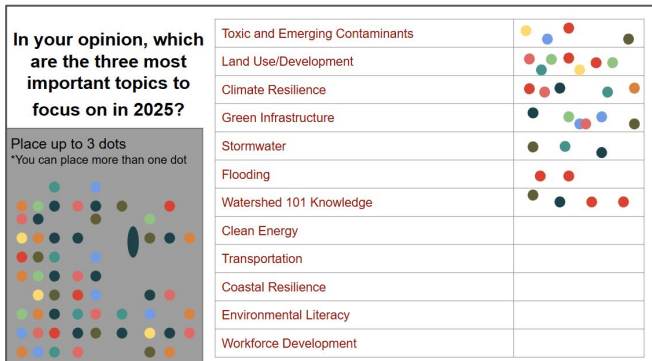 In your opinion, which
are the three most
important topics to
focus on in 2025?
Place up to 3 dots
*You can place more than one dot
Toxic and Emerging Contaminants
Land Use/Development
Climate Resilience
Green Infrastructure
Stormwater
Flooding
Watershed 101 Knowledge
Clean Energy
Transportation
Coastal Resilience
Environmental Literacy
Workforce Development